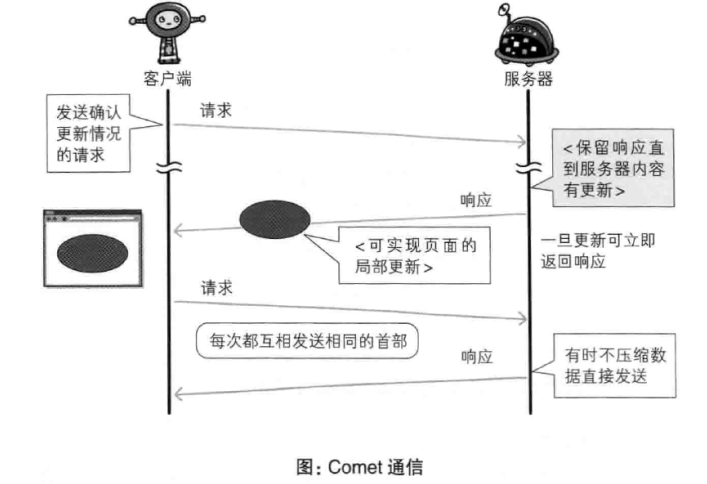 客户端
服务器
发送确认
更新情况
的请求
请求
<保留响应直
到服务器内容
有更新>
响应
<可实现页面的
局部更新>
一旦更新可立即
返回响应
请求
每次都互相发送相同的首部
响应
有时不压缩数
据直接发送
图：Comet 通信